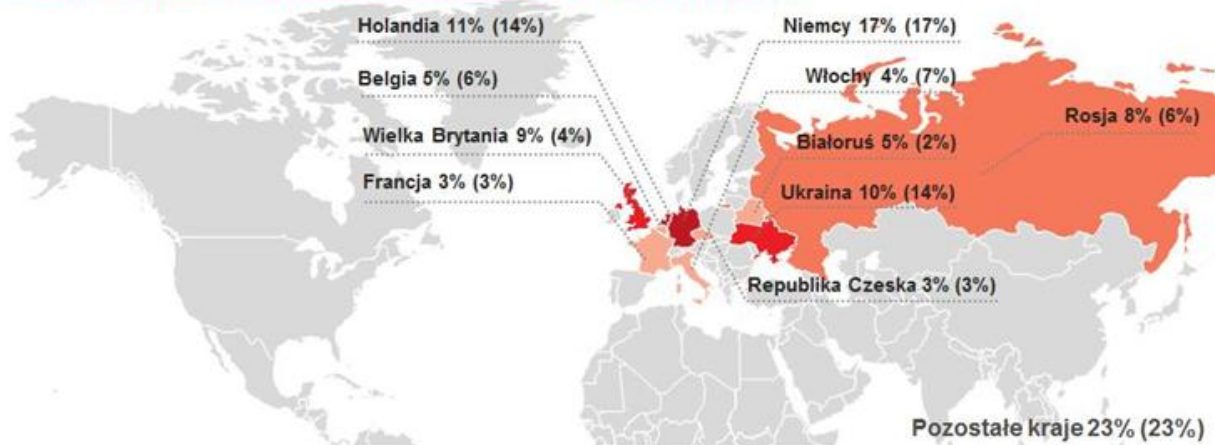 Holandia 11% (14%)
Belgia 5% (6%)
Wielka Brytania 9% (4%)
Francja 3% (3%)
Niemcy 17% (17%)
Włochy 4% (7%)
Rosja 8% (6%)
Białoruś 5% (2%)
Ukraina 10% (14%)
Republika Czeska 3% (3%)
Pozostałe kraje 23% (23%)